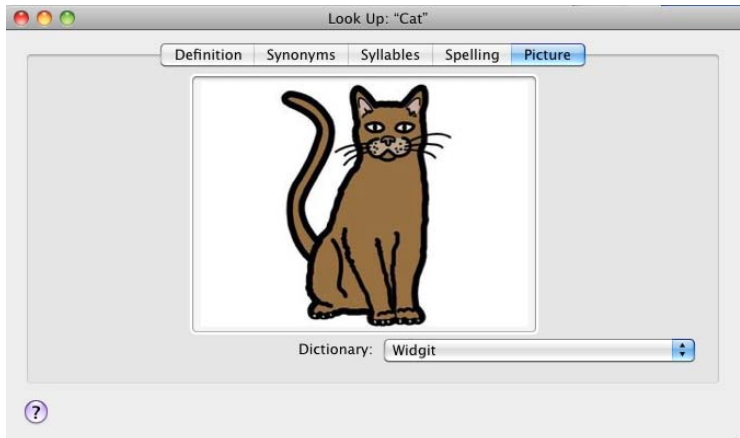 Look Up: “Cat”
Definition Synonyms Syllables Spelling Picture
Dictionary: Widgit
?